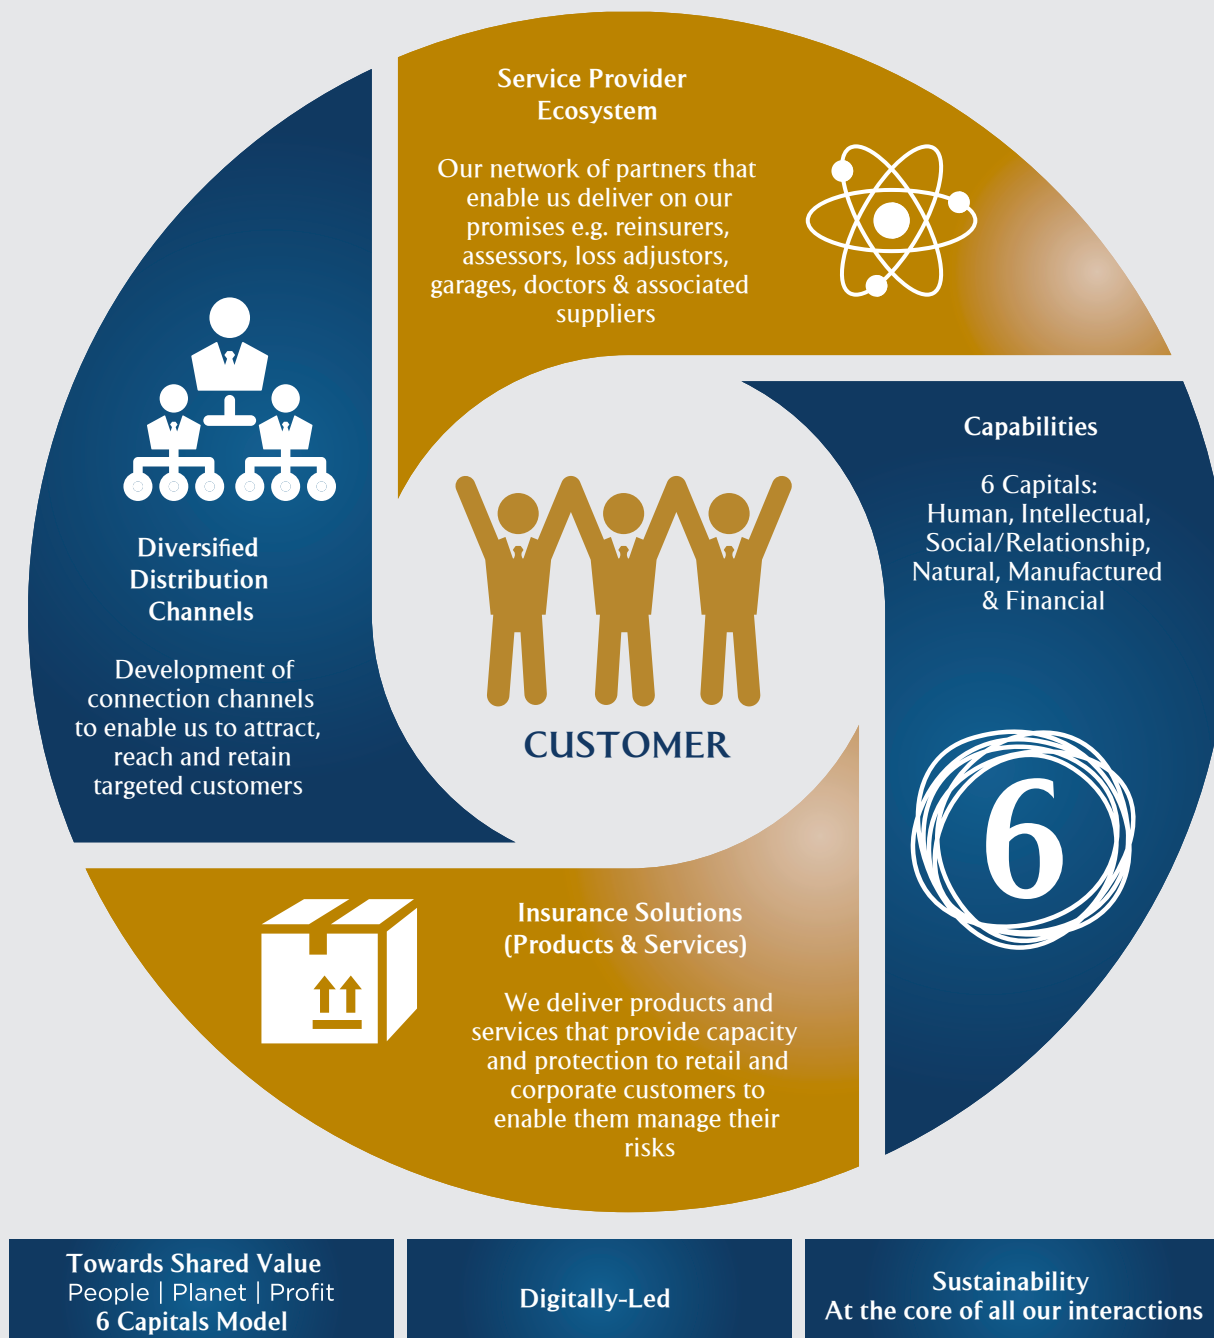 Service Provider
Ecosystem
Our network of partners that
enable us deliver on our
promises e.g. reinsurers,
assessors, loss adjustors,
garages, doctors & associated
suppliers
Capabilities
6 Capitals:
Human, Intellectual,
Social/Relationship,
Natural, Manufactured
& Financial
6
Diversified
Distribution
Channels
Development of
connection channels
to enable us to attract,
reach and retain
targeted customers
CUSTOMER
Insurance Solutions
(Products & Services)
We deliver products and
services that provide capacity
and protection to retail and
corporate customers to
enable them manage their
risks
Towards Shared Value
People | Planet | Profit
6 Capitals Model
Digitally-Led
Sustainability
At the core of all our interactions